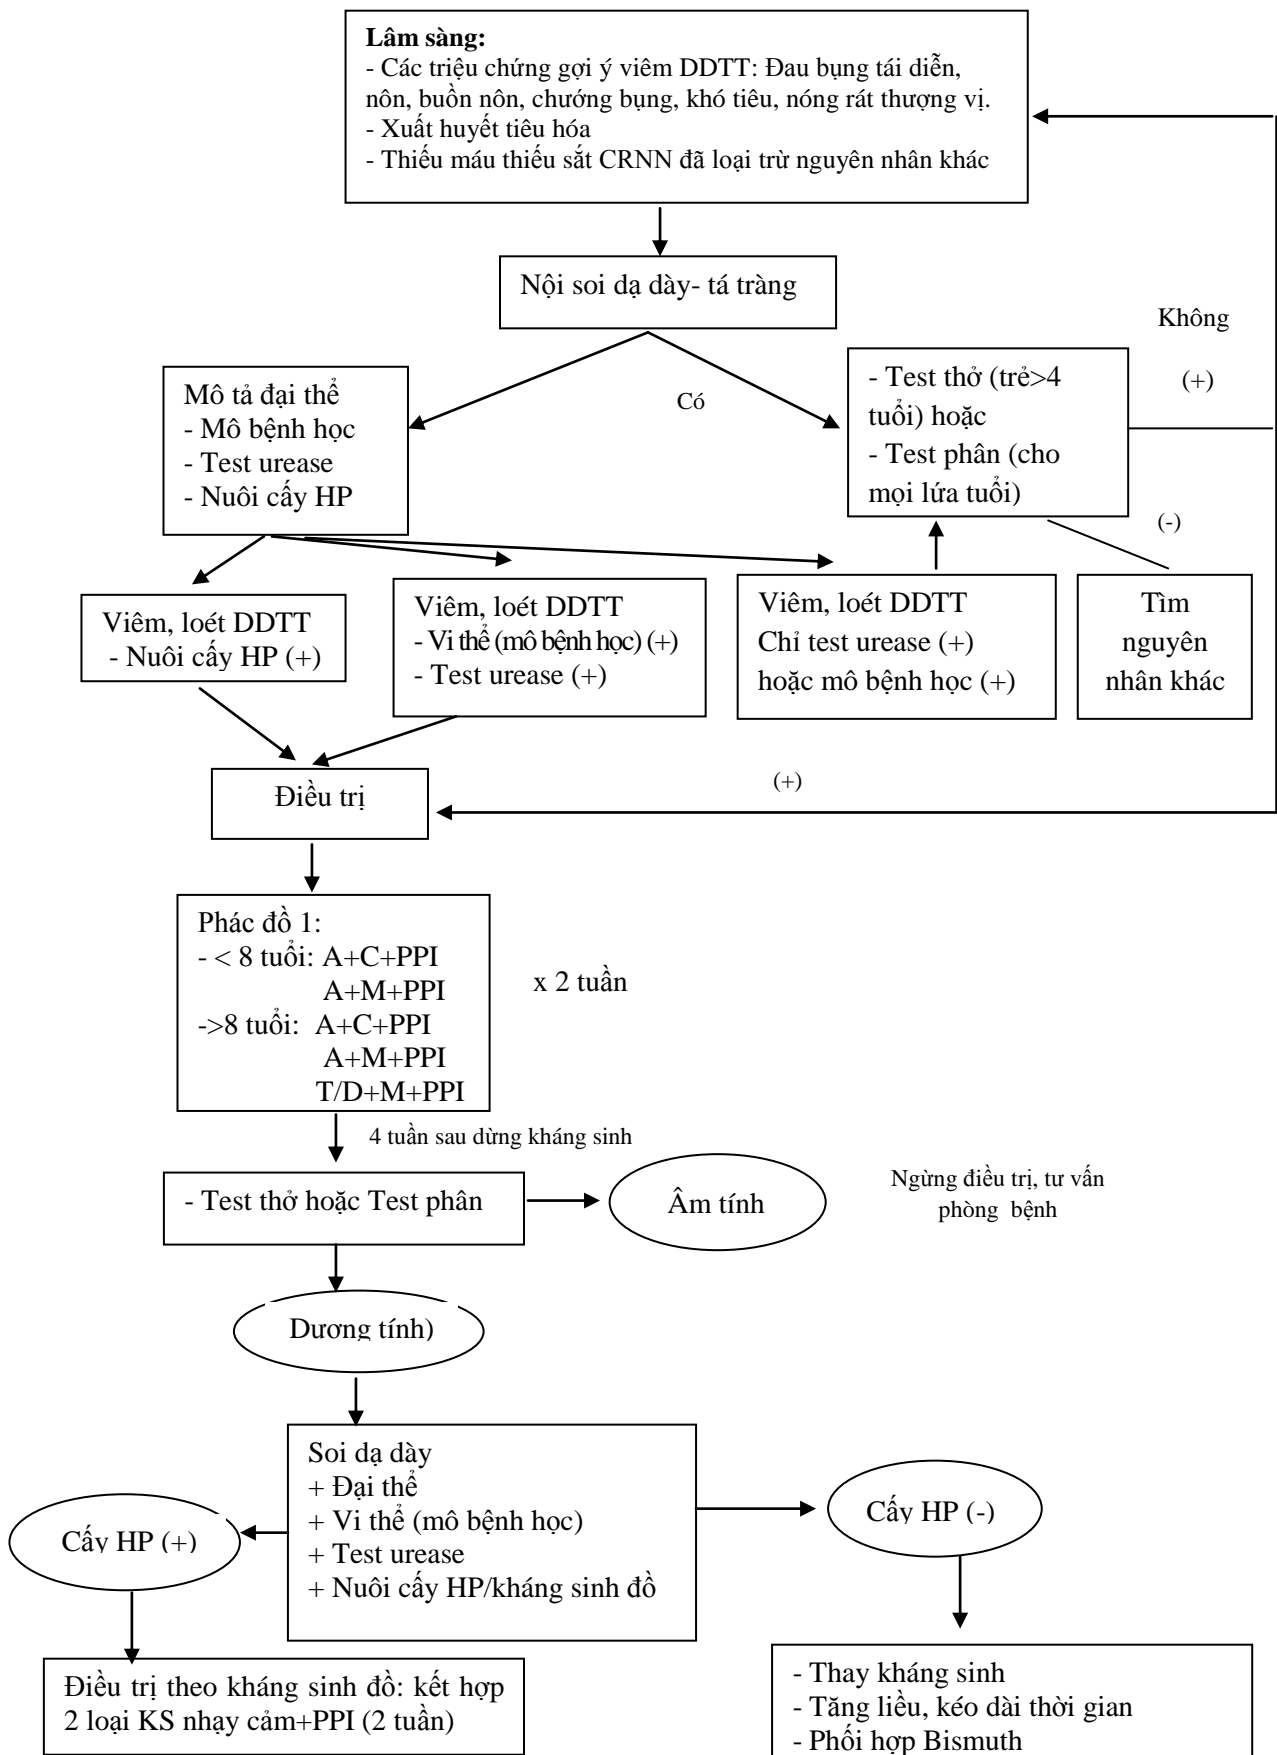 Lâm sàng:
- Các triệu chứng gợi ý viêm DDTT: Đau bụng tái diễn,
nôn, buồn nôn, chướng bụng, khó tiêu, nóng rát thượng vị.
- Xuất huyết tiêu hóa
- Thiếu máu thiếu sắt CRNN đã loại trừ nguyên nhân khác
Nội soi dạ dày- tá tràng
Không
(+)
Mô tả đại thể
- Mô bệnh học
- Test urease
- Nuôi cấy HP
Có
- Test thở (trẻ>4
tuổi) hoặc
- Test phân (cho
mọi lứa tuổi)
(-)
Viêm, loét DDTT
- Nuôi cấy HP (+)
Viêm, loét DDTT
- Vi thể (mô bệnh học) (+)
- Test urease (+)
Viêm, loét DDTT
Chỉ test urease (+)
hoặc mô bệnh học (+)
Tìm
nguyên
nhân khác
Điều trị
(+)
Phác đồ 1:
- < 8 tuổi: A+C+PPI
A+M+PPI
->8 tuổi: A+C+PPI
A+M+PPI
T/D+M+PPI
x 2 tuần
4 tuần sau dừng kháng sinh
- Test thở hoặc Test phân
Âm tính
Ngừng điều trị, tư vấn
phòng bệnh
Dương tính)
Soi dạ dày
+ Đại thể
+ Vi thể (mô bệnh học)
+ Test urease
+ Nuôi cấy HP/kháng sinh đồ
Cấy HP (+)
Cấy HP (-)
Điều trị theo kháng sinh đồ: kết hợp
2 loại KS nhạy cảm+PPI (2 tuần)
- Thay kháng sinh
- Tăng liều, kéo dài thời gian
- Phối hợp Bismuth